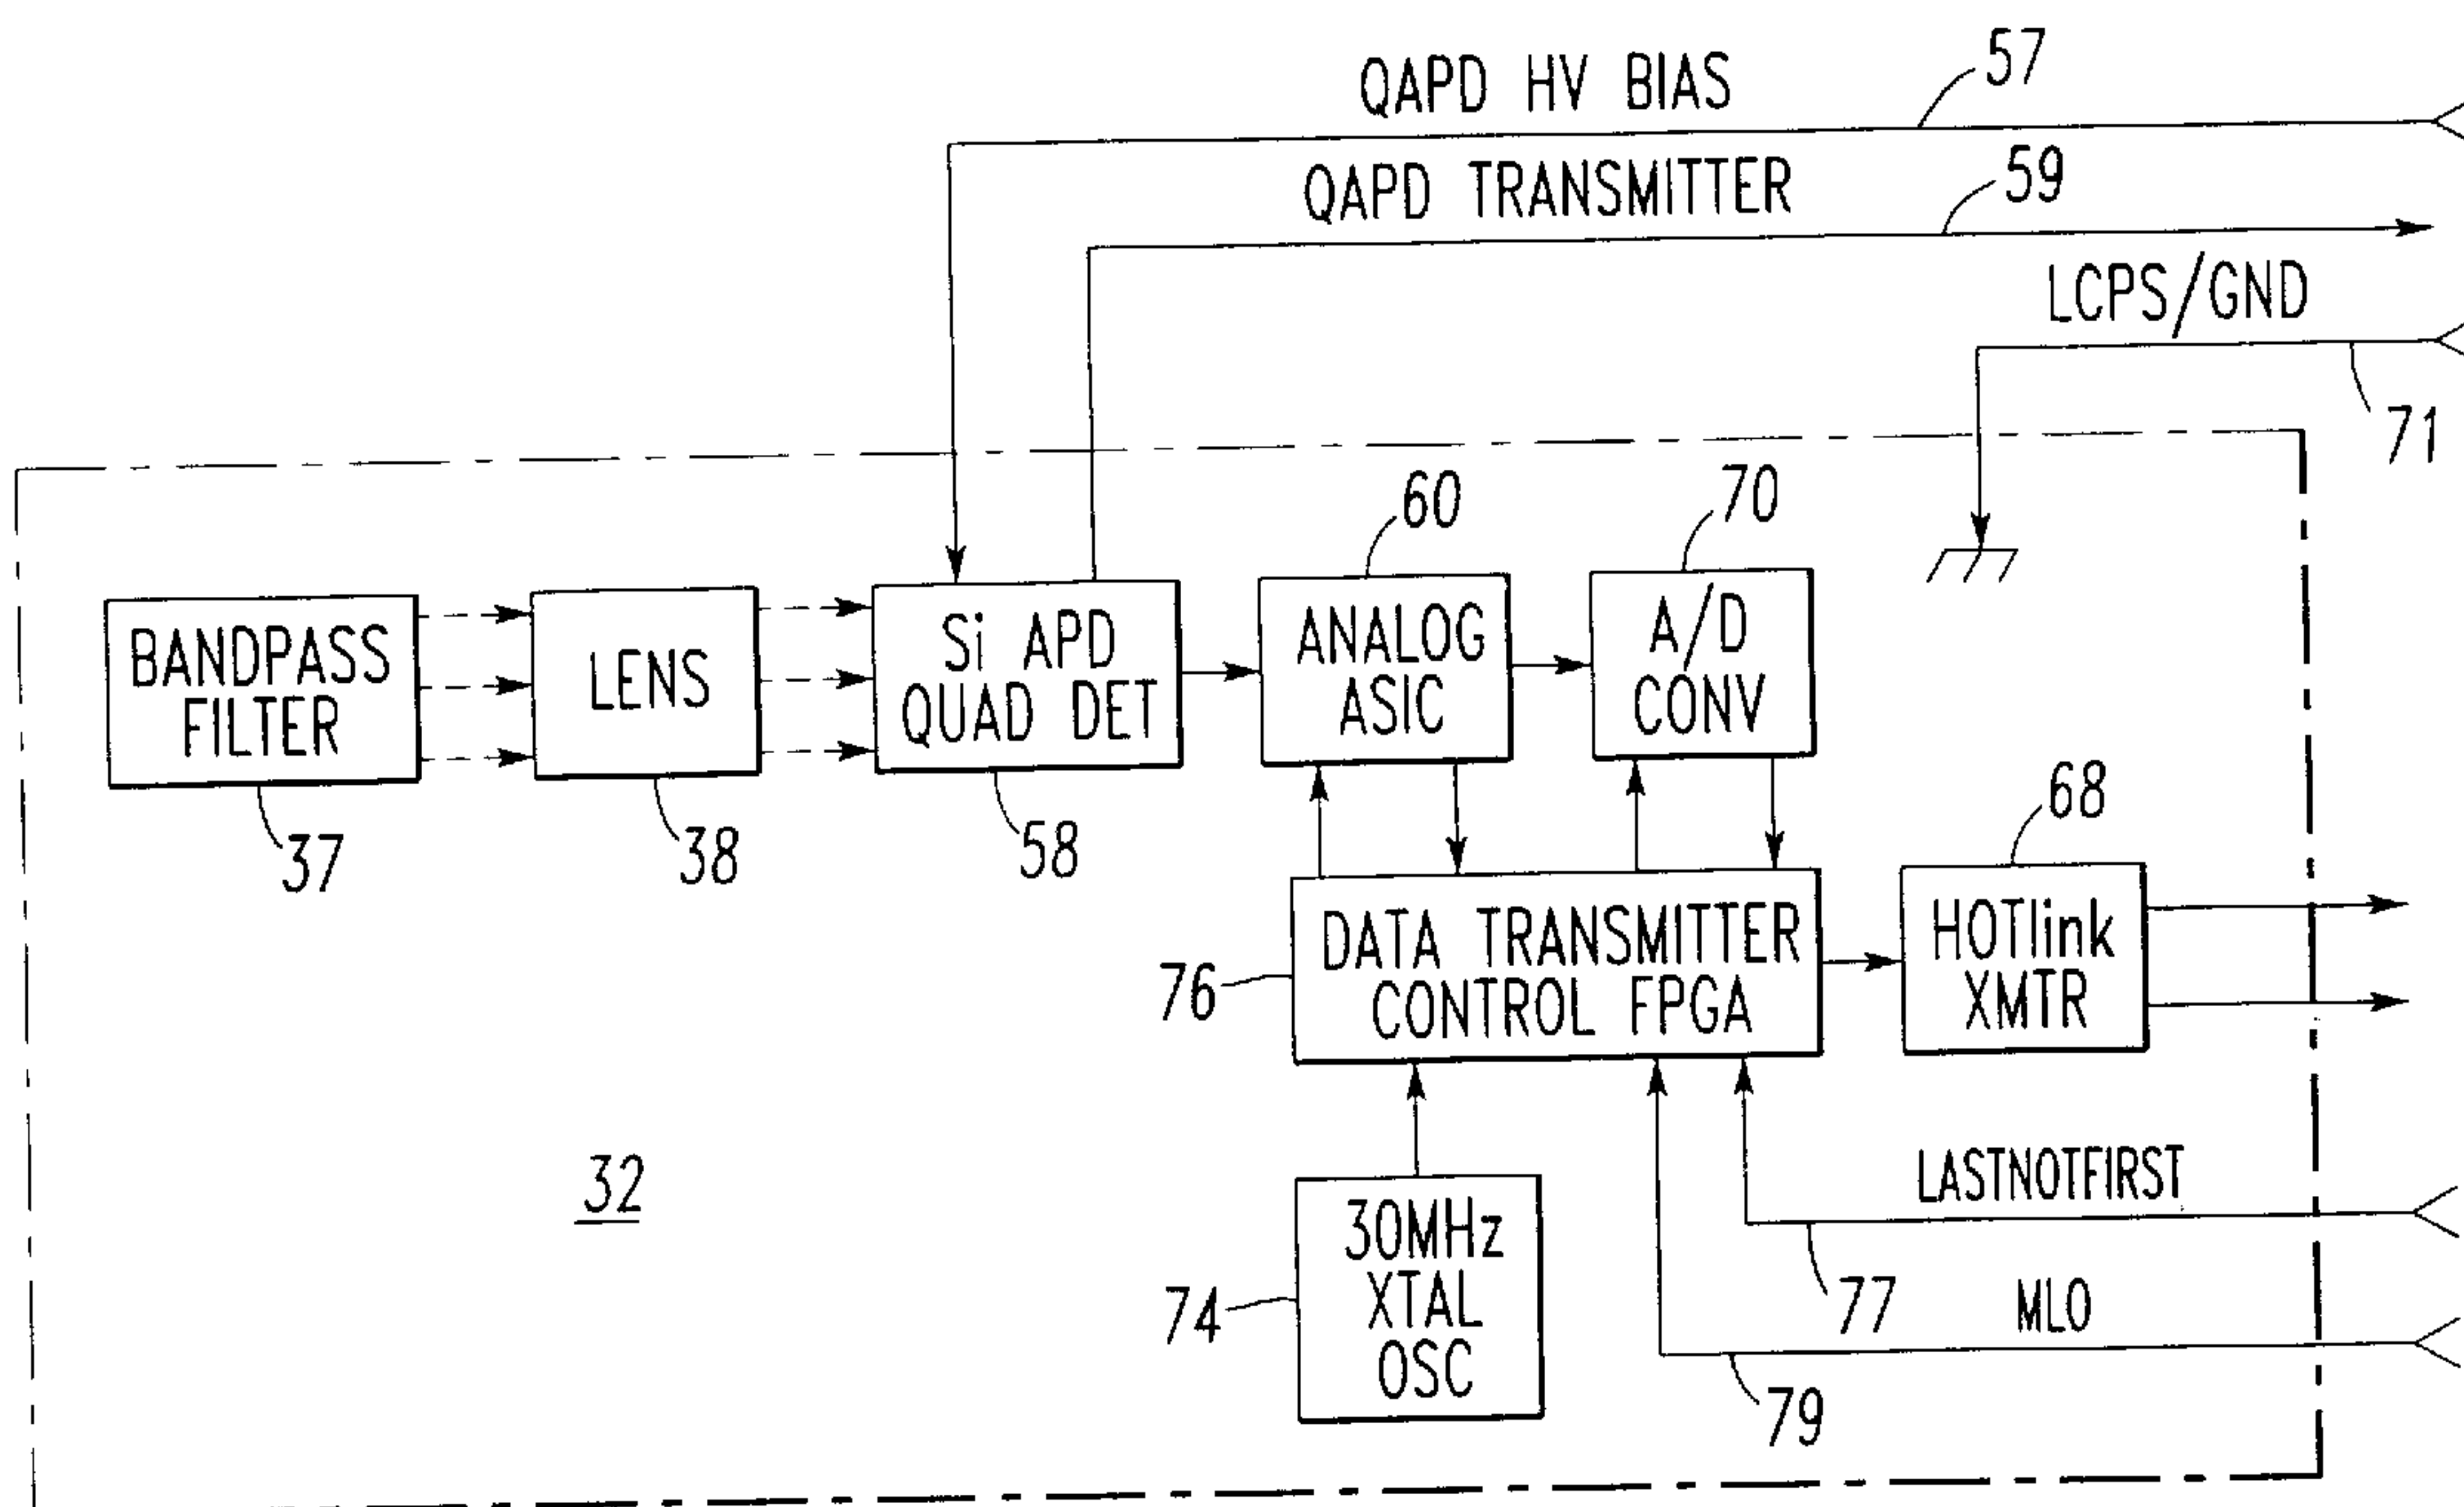 QAPD HV BIAS
57
QAPD TRANSMITTER
59
LCPS/GND
71
60
70
BANDPASS
FILTER
37
LENS
38
Si APD
QUAD DET
58
ANALOG
ASIC
A/D
CONV
68
76
DATA TRANSMITTER
CONTROL FPGA
HOTlink
XMTR
32
74
30MHz
XTAL
OSC
LASTNOTFIRST
77
MLO
79